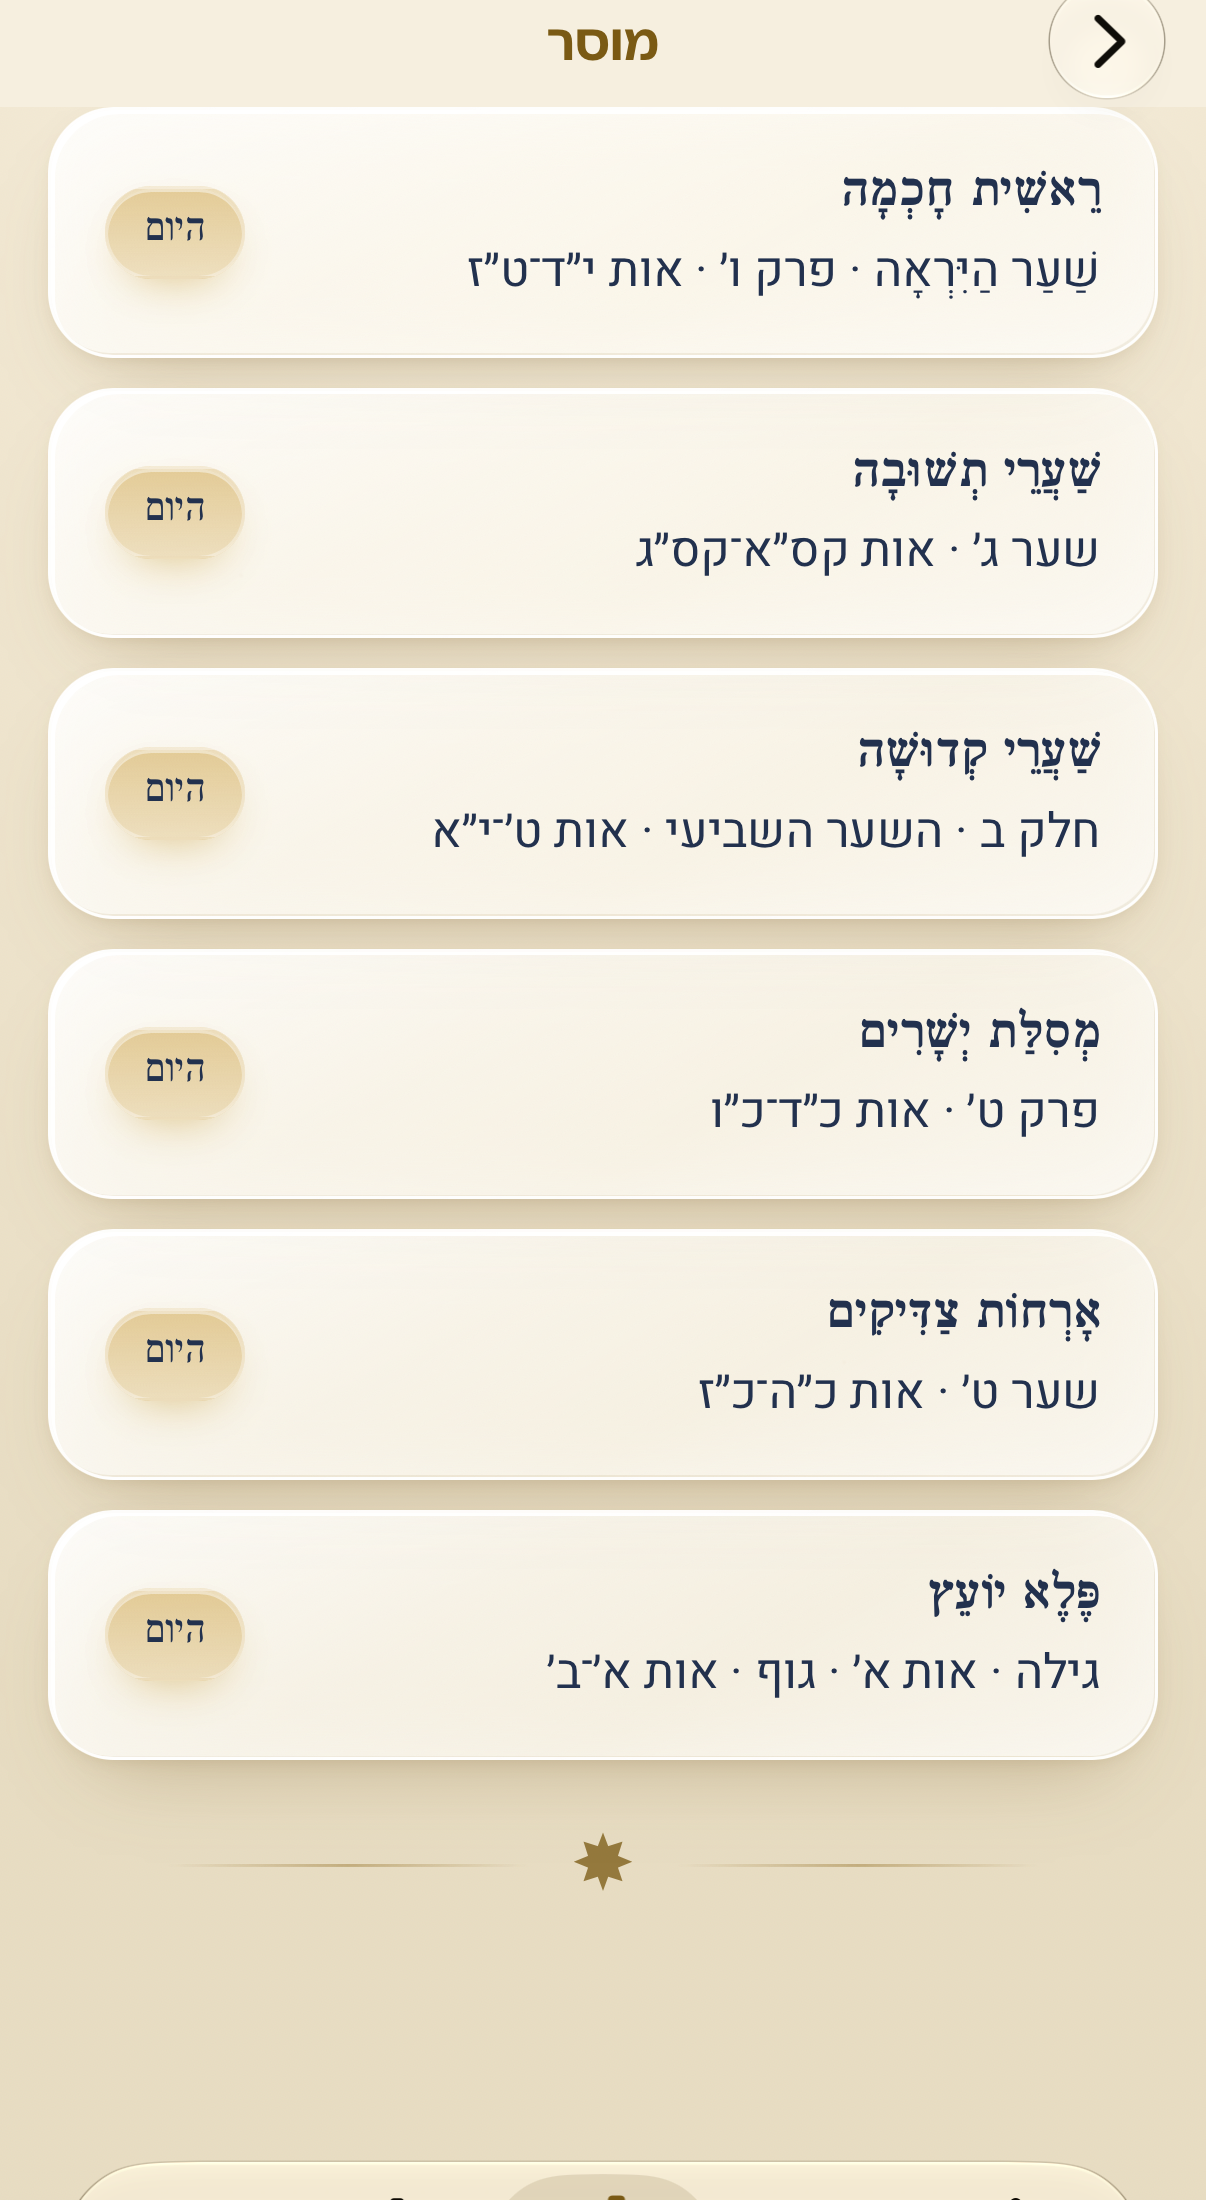 מוסר
רֵאשִׁית חָכְמָה
שַׁעַר הַיִּרְאָה · פרק ו׳ · אות י״ד־ט״ז
היום
שַׁעֲרֵי תְשׁוּבָה
שער ג׳ · אות קס״א־קס״ג
היום
שַׁעֲרֵי קְדוּשָׁה
חלק ב · השער השביעי · אות ט׳־י״א
היום
מְסִלַּת יְשָׁרִים
פרק ט׳ · אות כ״ד־כ״ו
היום
אָרְחוֹת צַדִּיקִים
שער ט׳ · אות כ״ה־כ״ז
היום
פֶּלֶא יוֹעֵץ
גילה · אות א׳ · גוף · אות א׳־ב׳
היום